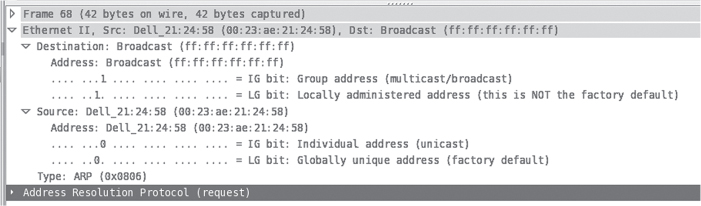 Frame 68 (42 bytes on wire, 42 bytes captured)
Ethernet II, Src: Dell_21:24:58 (00:23:ae:21:24:58), Dst: Broadcast (ff:ff:ff:ff:ff:ff)
Destination: Broadcast (ff:ff:ff:ff:ff:ff)
Address: Broadcast (ff:ff:ff:ff:ff:ff)
.... ...1 .... .... .... .... = IG bit: Group address (multicast/broadcast)
.... ..1. .... .... .... .... = LG bit: Locally administered address (this is NOT the factory default)
Source: Dell_21:24:58 (00:23:ae:21:24:58)
Address: Dell_21:24:58 (00:23:ae:21:24:58)
.... ...0 .... .... .... .... = IG bit: Individual address (unicast)
.... ..0. .... .... .... .... = LG bit: Globally unique address (factory default)
Type: ARP (0x0806)
Address Resolution Protocol (request)